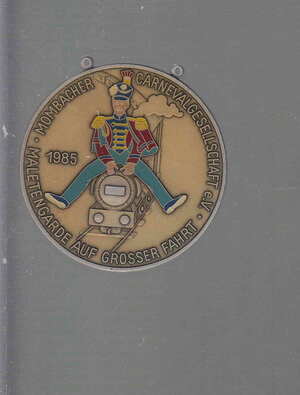 MOMBACHER CARNEVALGESELLSCHAFT e.V.
1985
· MALETENGARDE AUF GROSSER FAHRT ·